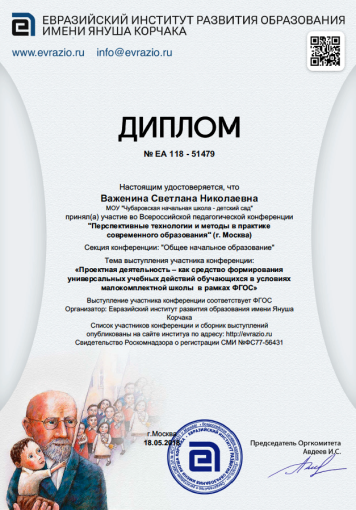 ЕВРАЗИЙСКИЙ ИНСТИТУТ РАЗВИТИЯ ОБРАЗОВАНИЯ
ИМЕНИ ЯНУША КОРЧАКА
www.evrazio.ru info@evrazio.ru
ДИПЛОМ
№ EA 118 - 51479
Настоящим удостоверяется, что
Важенина Светлана Николаевна
МОУ "Чубаровская начальная школа - детский сад"
принял(а) участие во Всероссийской педагогической конференции
"Перспективные технологии и методы в практике
современного образования" (г. Москва)
Секция конференции: "Общее начальное образование"
Тема выступления участника конференции:
«Проектная деятельность – как средство формирования
универсальных учебных действий обучающихся в условиях
малокомплектной школы в рамках ФГОС»
Выступление участника конференции соответствует ФГОС
Организатор: Евразийский институт развития образования имени Януша
Корчака
Список участников конференции и сборник выступлений
опубликованы на сайте института по адресу: http://evrazio.ru
Свидетельство Роскомнадзора о регистрации СМИ №ФС77-56431
г.Москва
18.05.2018
Председатель Оргкомитета
Авдеев И.С.